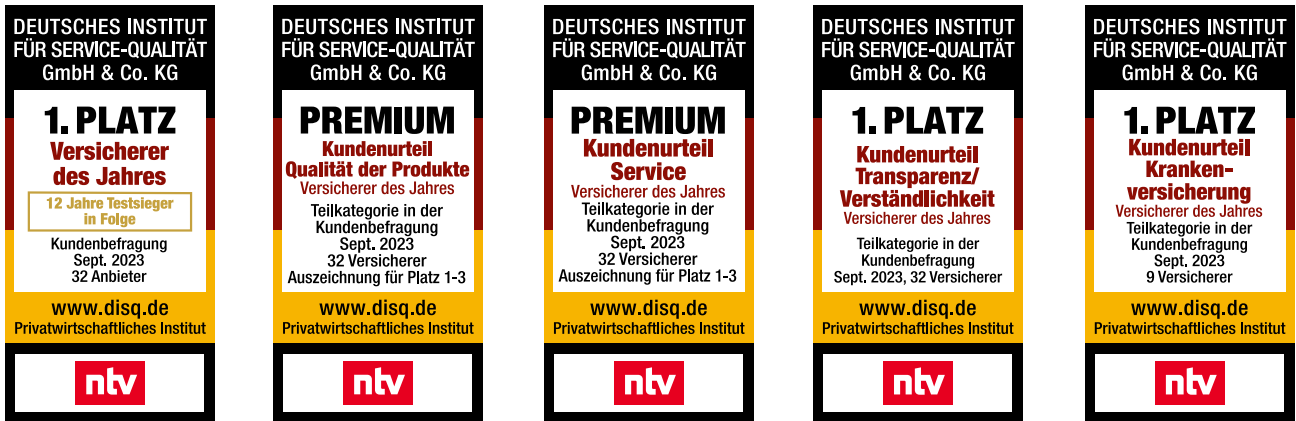 DEUTSCHES INSTITUT
FÜR SERVICE-QUALITÄT
GmbH & Co. KG
1. PLATZ
Versicherer
des Jahres
12 Jahre Testsieger
in Folge
Kundenbefragung
Sept. 2023
32 Anbieter
www.disq.de
Privatwirtschaftliches Institut
ntv
DEUTSCHES INSTITUT
FÜR SERVICE-QUALITÄT
GmbH & Co. KG
PREMIUM
Kundenurteil
Qualität der Produkte
Versicherer des Jahres
Teilkategorie in der
Kundenbefragung
Sept. 2023
32 Versicherer
Auszeichnung für Platz 1-3
www.disq.de
Privatwirtschaftliches Institut
ntv
DEUTSCHES INSTITUT
FÜR SERVICE-QUALITÄT
GmbH & Co. KG
PREMIUM
Kundenurteil
Service
Versicherer des Jahres
Teilkategorie in der
Kundenbefragung
Sept. 2023
32 Versicherer
Auszeichnung für Platz 1-3
www.disq.de
Privatwirtschaftliches Institut
ntv
DEUTSCHES INSTITUT
FÜR SERVICE-QUALITÄT
GmbH & Co. KG
1. PLATZ
Kundenurteil
Transparenz/
Verständlichkeit
Versicherer des Jahres
Teilkategorie in der
Kundenbefragung
Sept. 2023, 32 Versicherer
www.disq.de
Privatwirtschaftliches Institut
ntv
DEUTSCHES INSTITUT
FÜR SERVICE-QUALITÄT
GmbH & Co. KG
1. PLATZ
Kundenurteil
Kranken-
versicherung
Versicherer des Jahres
Teilkategorie in der
Kundenbefragung
Sept. 2023
9 Versicherer
www.disq.de
Privatwirtschaftliches Institut
ntv